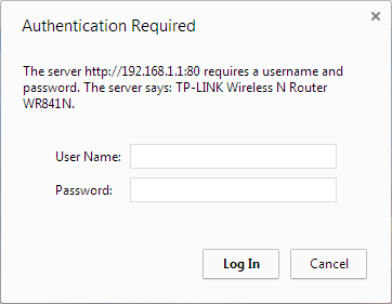 Authentication Required
The server http://192.168.1.1:80 requires a username and
password. The server says: TP-LINK Wireless N Router
WR841N.
User Name:
Password:
Log In
Cancel